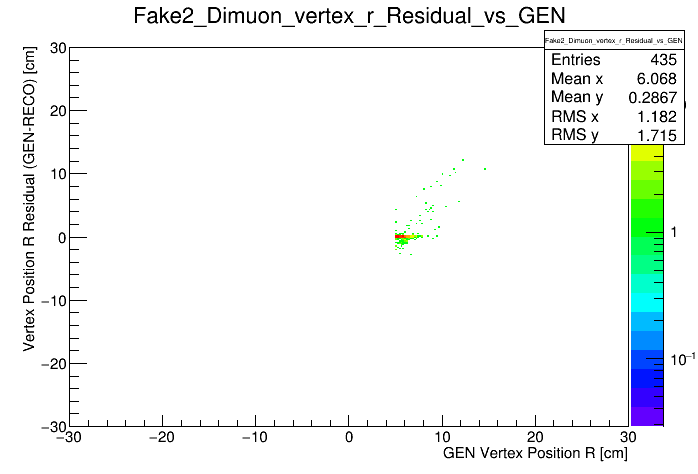 Fake2_Dimuon_vertex_r_Residual_vs_GEN
Fake2_Dimuon_vertex_r_Residual_vs_GEN
Entries 435
Mean x 6.068
Mean y 0.2867
RMS x 1.182
RMS y 1.715
Vertex Position R Residual (GEN-RECO) [cm]
30
20
10
0
−10
−20
−30
−30
−20
−10
0
10
20
30
GEN Vertex Position R [cm]
1
10⁻¹